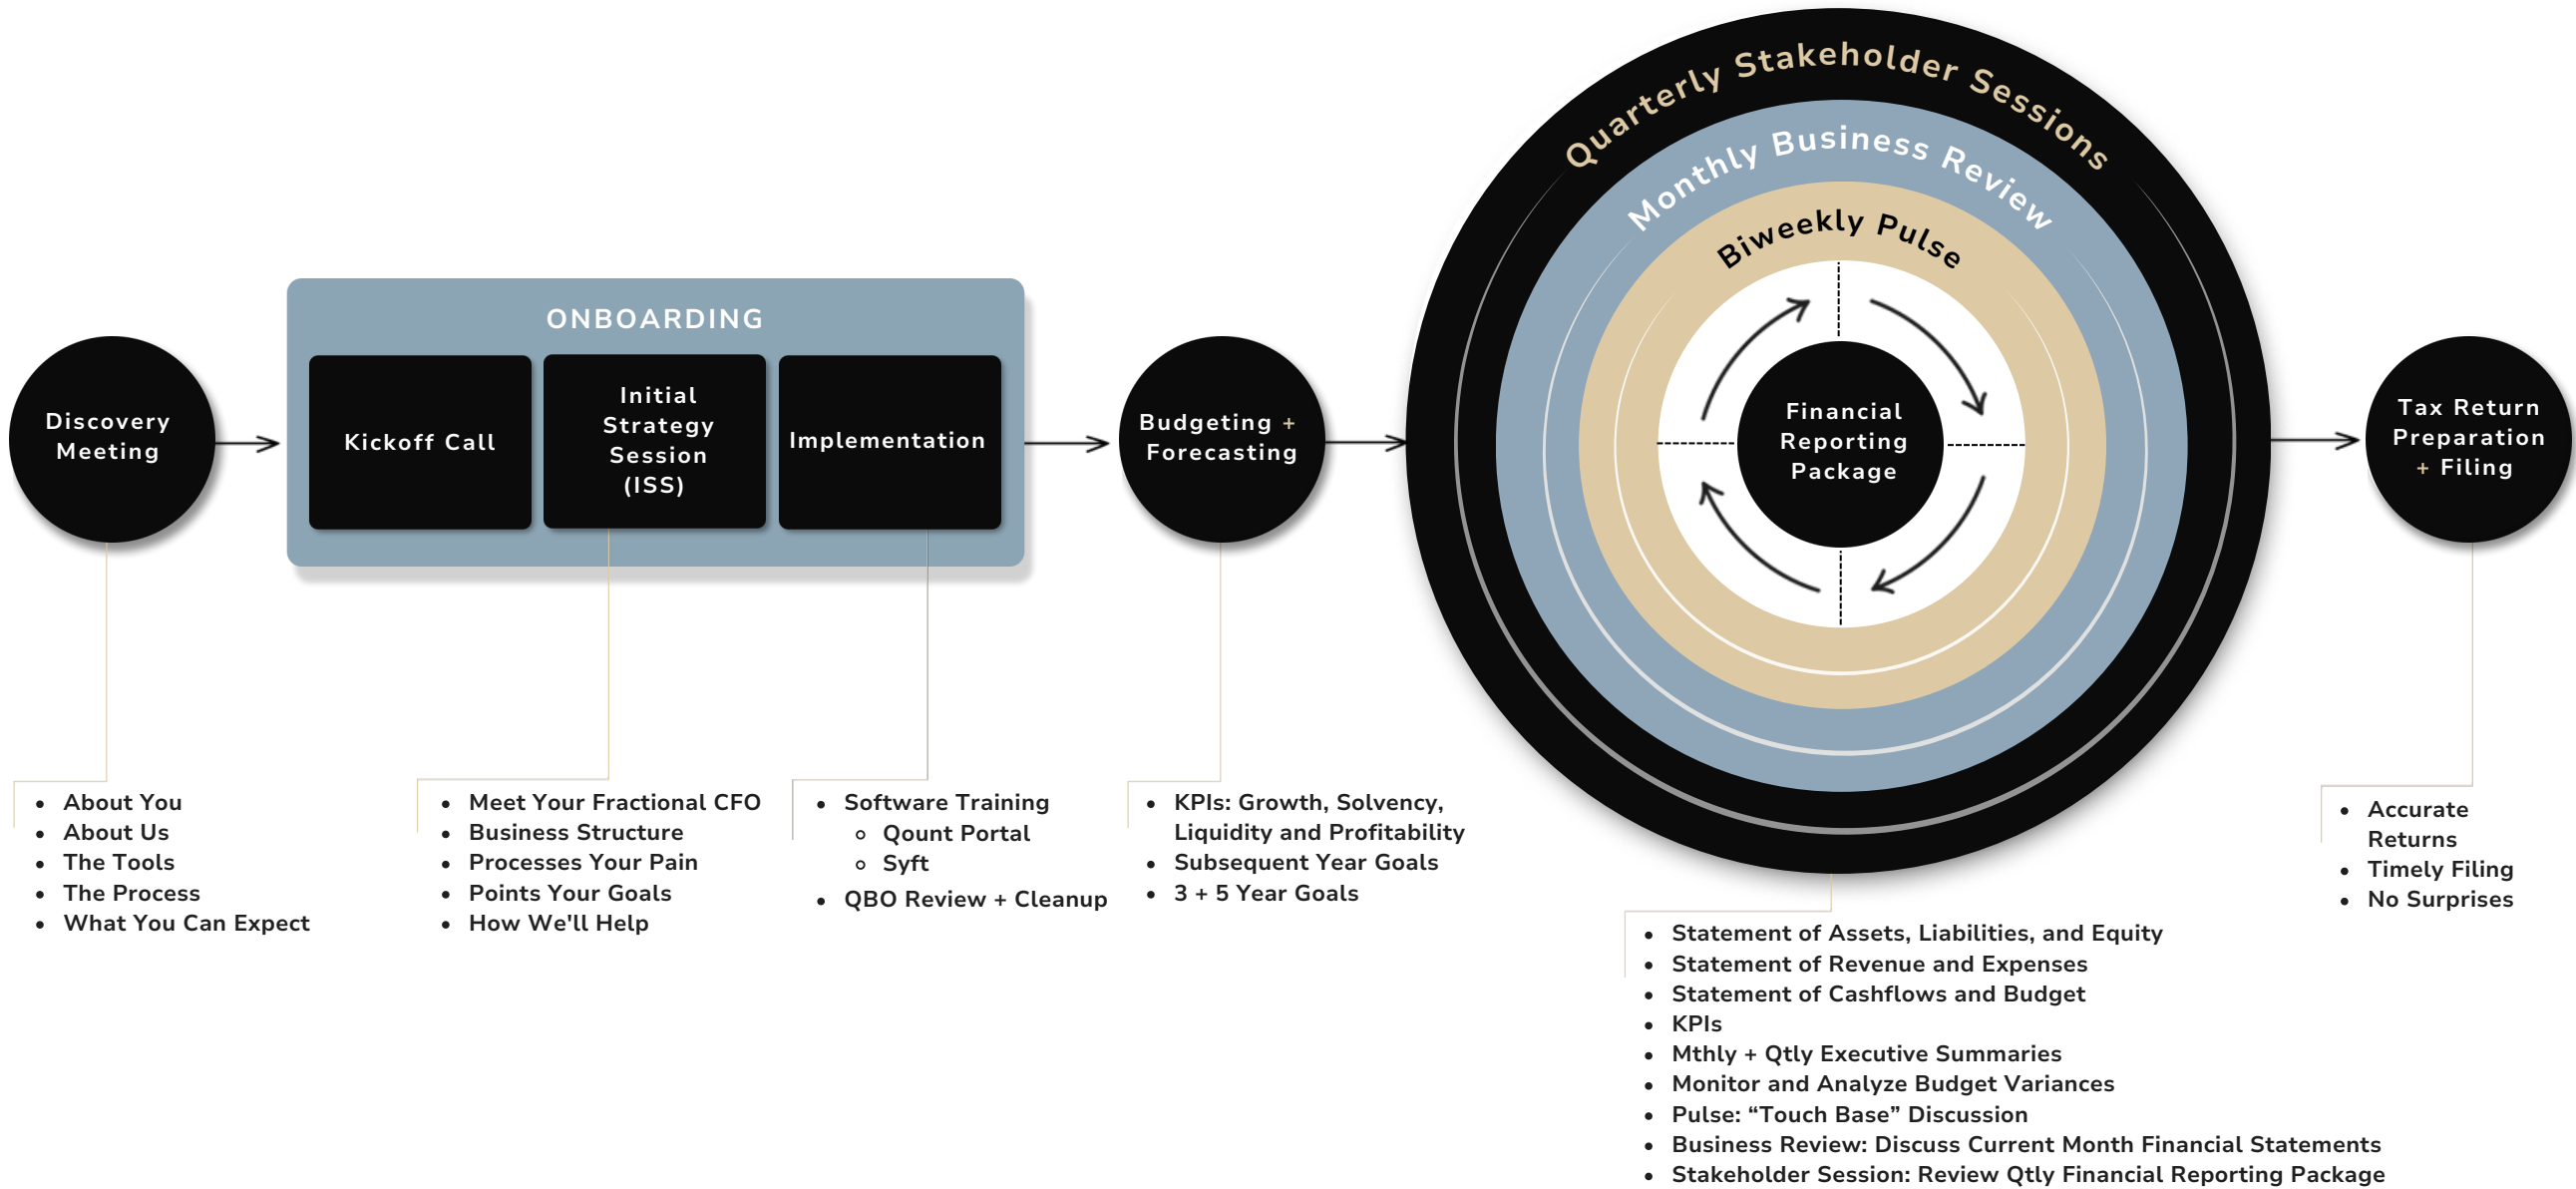 Quarterly Stakeholder Sessions
Monthly Business Review
Biweekly Pulse
ONBOARDING
Discovery
Meeting
Kickoff Call
Initial
Strategy
Session
(ISS)
Implementation
Budgeting +
Forecasting
Financial
Reporting
Package
Tax Return
Preparation
+ Filing
• About You
• About Us
• The Tools
• The Process
• What You Can Expect
• Meet Your Fractional CFO
• Business Structure
• Processes Your Pain
• Points Your Goals
• How We'll Help
• Software Training
◦ Qount Portal
◦ Syft
• QBO Review + Cleanup
• KPIs: Growth, Solvency,
Liquidity and Profitability
• Subsequent Year Goals
• 3 + 5 Year Goals
• Statement of Assets, Liabilities, and Equity
• Statement of Revenue and Expenses
• Statement of Cashflows and Budget
• KPIs
• Mthly + Qtly Executive Summaries
• Monitor and Analyze Budget Variances
• Pulse: “Touch Base” Discussion
• Business Review: Discuss Current Month Financial Statements
• Stakeholder Session: Review Qtly Financial Reporting Package
• Accurate
Returns
• Timely Filing
• No Surprises